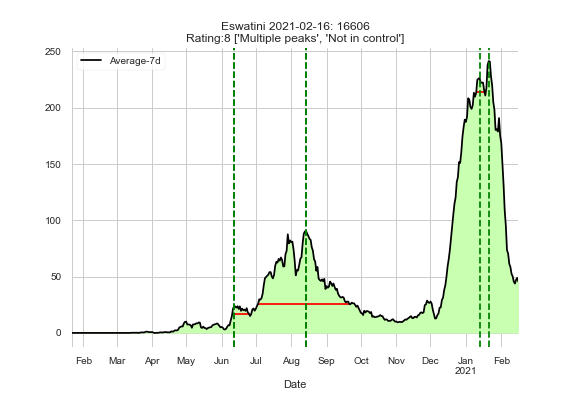 Eswatini 2021-02-16: 16606
Rating:8 ['Multiple peaks', 'Not in control']
Average-7d
250
200
150
100
50
0
Feb Mar Apr May Jun Jul Aug Sep Oct Nov Dec Jan Feb
2021
Date